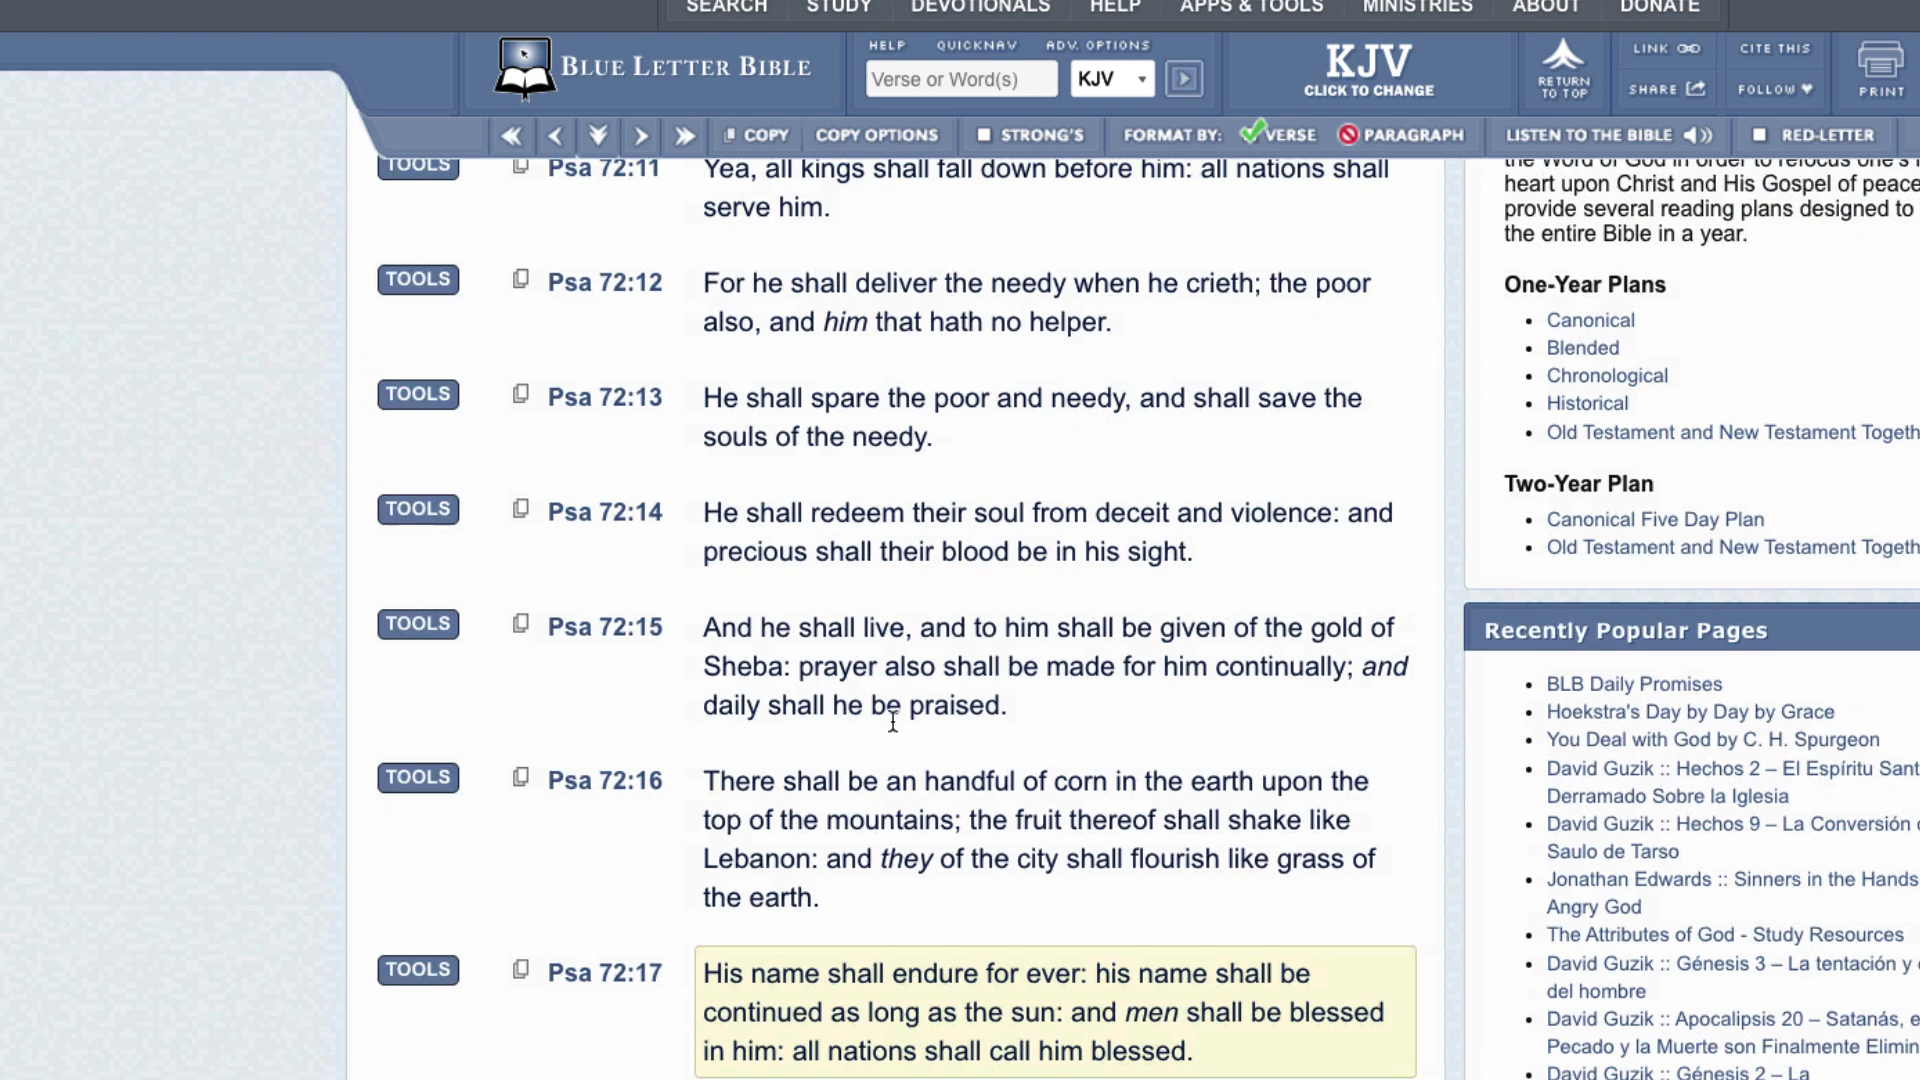 SEARCH STUDY DEVOTIONALS HELP APPS & TOOLS MINISTRIES ABOUT DONATE
BLUE LETTER BIBLE
HELP QUICKNAV ADV. OPTIONS
Verse or Word(s) KJV
KJV
CLICK TO CHANGE
RETURN
TO TOP
LINK
SHARE
CITE THIS
FOLLOW
PRINT
COPY COPY OPTIONS STRONG'S FORMAT BY: VERSE PARAGRAPH LISTEN TO THE BIBLE RED-LETTER
TOOLS Psa 72:11 Yea, all kings shall fall down before him: all nations shall
serve him.
TOOLS Psa 72:12 For he shall deliver the needy when he crieth; the poor
also, and him that hath no helper.
TOOLS Psa 72:13 He shall spare the poor and needy, and shall save the
souls of the needy.
TOOLS Psa 72:14 He shall redeem their soul from deceit and violence: and
precious shall their blood be in his sight.
TOOLS Psa 72:15 And he shall live, and to him shall be given of the gold of
Sheba: prayer also shall be made for him continually; and
daily shall he be praised.
TOOLS Psa 72:16 There shall be an handful of corn in the earth upon the
top of the mountains; the fruit thereof shall shake like
Lebanon: and they of the city shall flourish like grass of
the earth.
TOOLS Psa 72:17 His name shall endure for ever: his name shall be
continued as long as the sun: and men shall be blessed
in him: all nations shall call him blessed.
the Word of God in order to refocus one's
heart upon Christ and His Gospel of peace
provide several reading plans designed to
the entire Bible in a year.
One-Year Plans
Canonical
Blended
Chronological
Historical
Old Testament and New Testament Togeth
Two-Year Plan
Canonical Five Day Plan
Old Testament and New Testament Togeth
Recently Popular Pages
BLB Daily Promises
Hoekstra's Day by Day by Grace
You Deal with God by C. H. Spurgeon
David Guzik :: Hechos 2 – El Espíritu Sant
Derramado Sobre la Iglesia
David Guzik :: Hechos 9 – La Conversión
Saulo de Tarso
Jonathan Edwards :: Sinners in the Hands
Angry God
The Attributes of God - Study Resources
David Guzik :: Génesis 3 – La tentación y
del hombre
David Guzik :: Apocalipsis 20 – Satanás, e
Pecado y la Muerte son Finalmente Elimin
David Guzik :: Génesis 2 – La